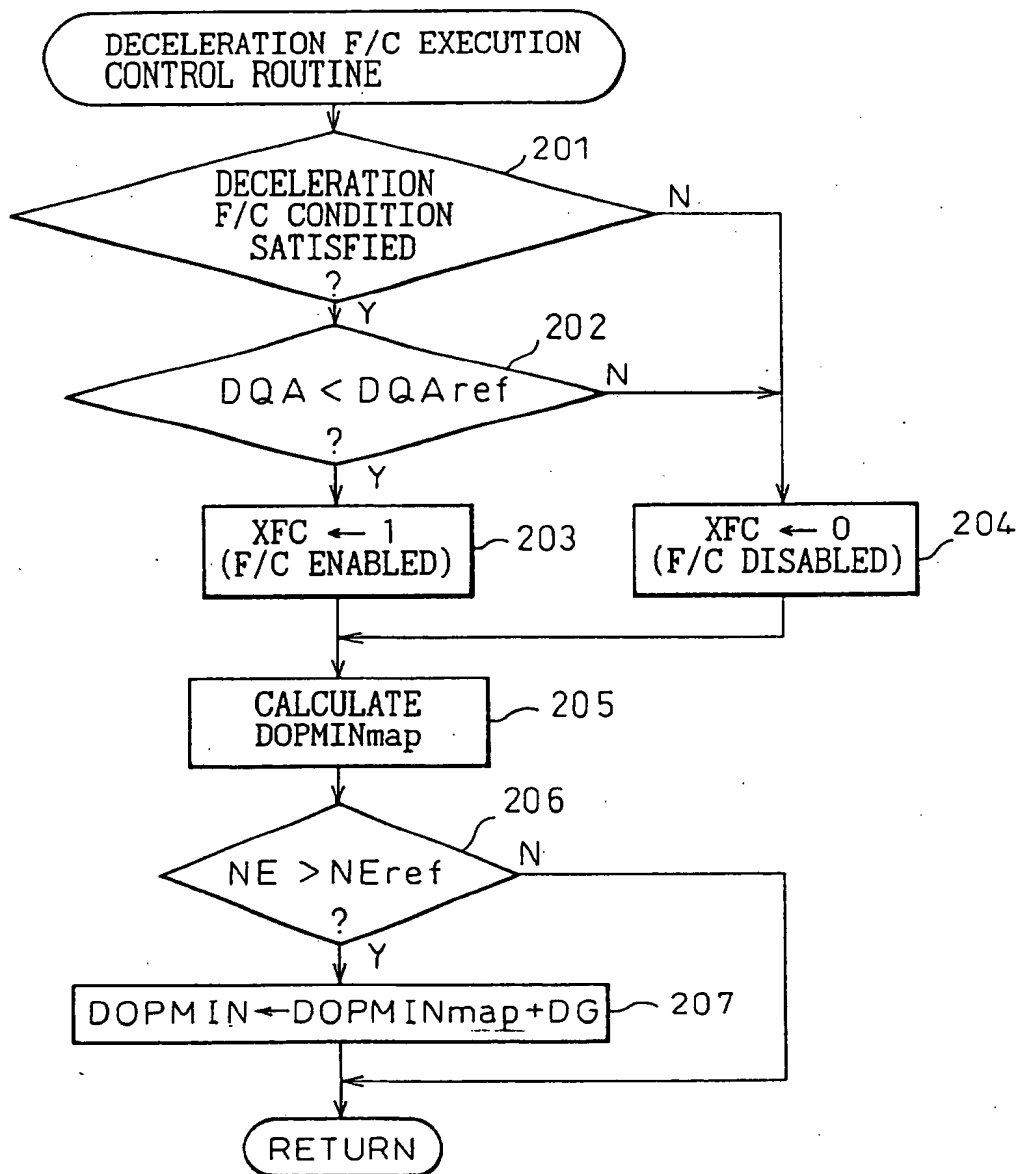 DECELERATION F/C EXECUTION
CONTROL ROUTINE
201
DECELERATION
F/C CONDITION
SATISFIED
?
N
Y
202
DQA < DQAref
?
N
Y
XFC ← 1
(F/C ENABLED)
203
XFC ← 0
(F/C DISABLED)
204
CALCULATE
DOPMINmap
205
206
NE > NEref
?
N
Y
DOPMIN←DOPMINmap+DG
207
RETURN